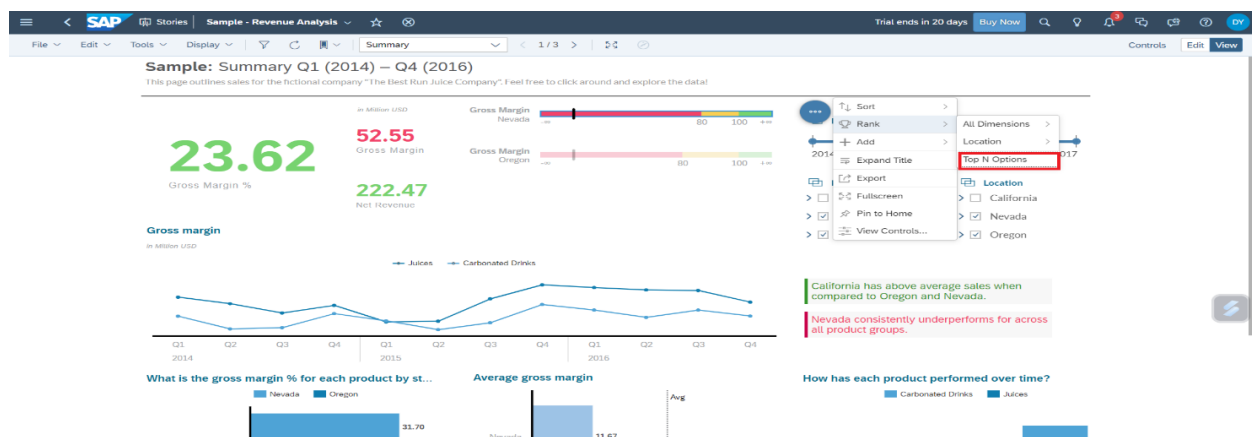 SAP Stories Sample - Revenue Analysis Trial ends in 20 days Buy Now 3 DY
File Edit Tools Display Summary 1 / 3 Controls Edit View
Sample: Summary Q1 (2014) – Q4 (2016)
This page outlines sales for the fictional company "The Best Run Juice Company". Feel free to click around and explore the data!
23.62
Gross Margin %
in Million USD
52.55
Gross Margin
222.47
Net Revenue
Gross Margin
Nevada
-∞ 80 100 +∞
Gross Margin
Oregon
-∞ 80 100 +∞
Sort
Rank
Add
Expand Title
Export
Fullscreen
Pin to Home
View Controls...
All Dimensions
Location
Top N Options
2014 2017
Location
California
Nevada
Oregon
Gross margin
in Million USD
Juices Carbonated Drinks
Q1 Q2 Q3 Q4 Q1 Q2 Q3 Q4 Q1 Q2 Q3 Q4
2014 2015 2016
California has above average sales when
compared to Oregon and Nevada.
Nevada consistently underperforms for across
all product groups.
What is the gross margin % for each product by st...
Nevada Oregon
31.70
Average gross margin
Avg
Nevada 11.67
How has each product performed over time?
Carbonated Drinks Juices